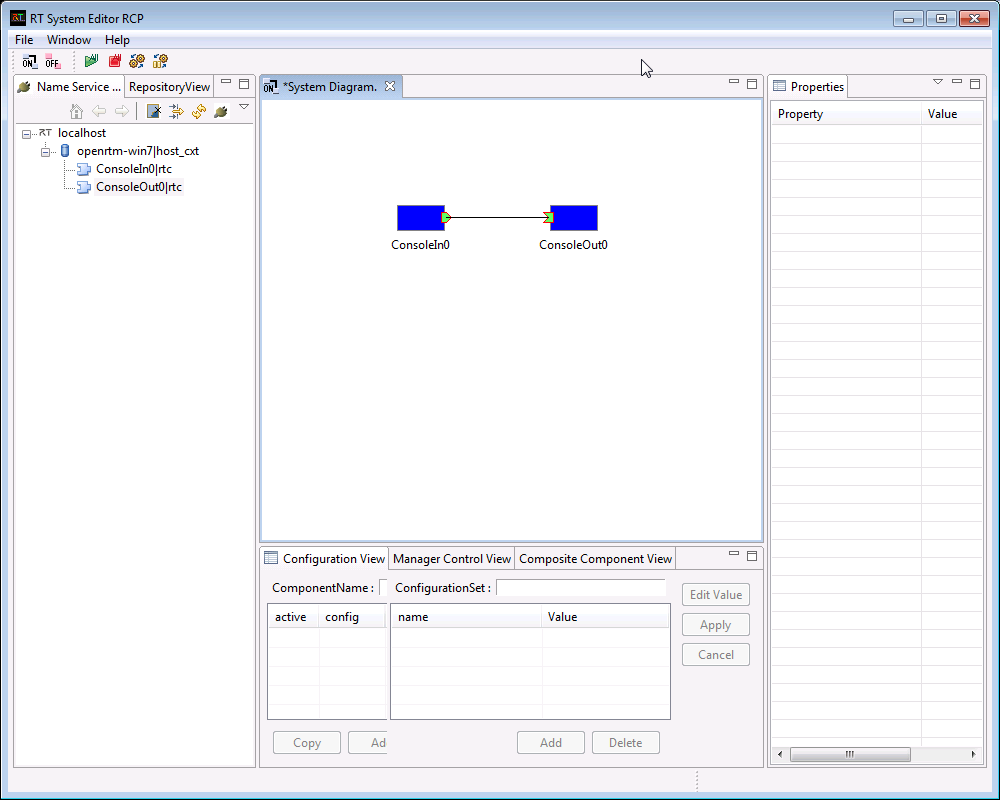 RT System Editor RCP
File Window Help
ON OFF
Name Service ... RepositoryView
*System Diagram.
Properties
RT localhost
openrtm-win7|host_cxt
ConsoleIn0|rtc
ConsoleOut0|rtc
ConsoleIn0 ConsoleOut0
Property Value
Configuration View Manager Control View Composite Component View
ComponentName : ConfigurationSet :
active config name Value
Edit Value
Apply
Cancel
Copy Ad Add Delete